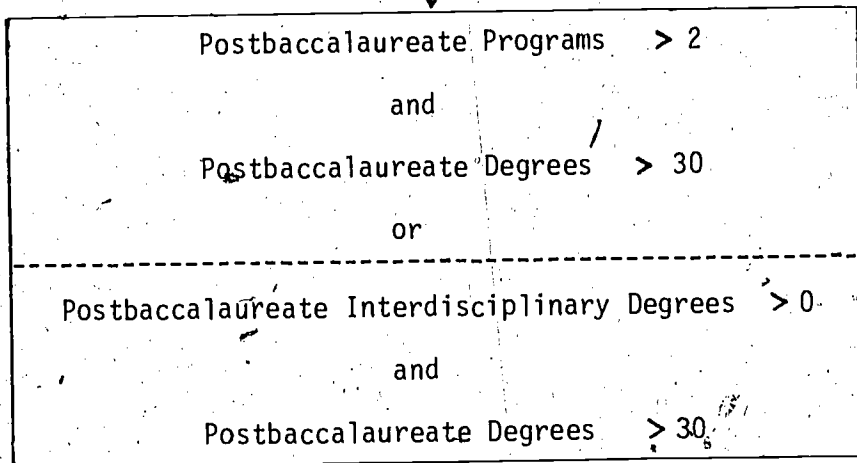 Postbaccalaureate Programs > 2
and
Postbaccalaureate Degrees > 30
or
Postbaccalaureate Interdisciplinary Degrees > 0
and
Postbaccalaureate Degrees > 30